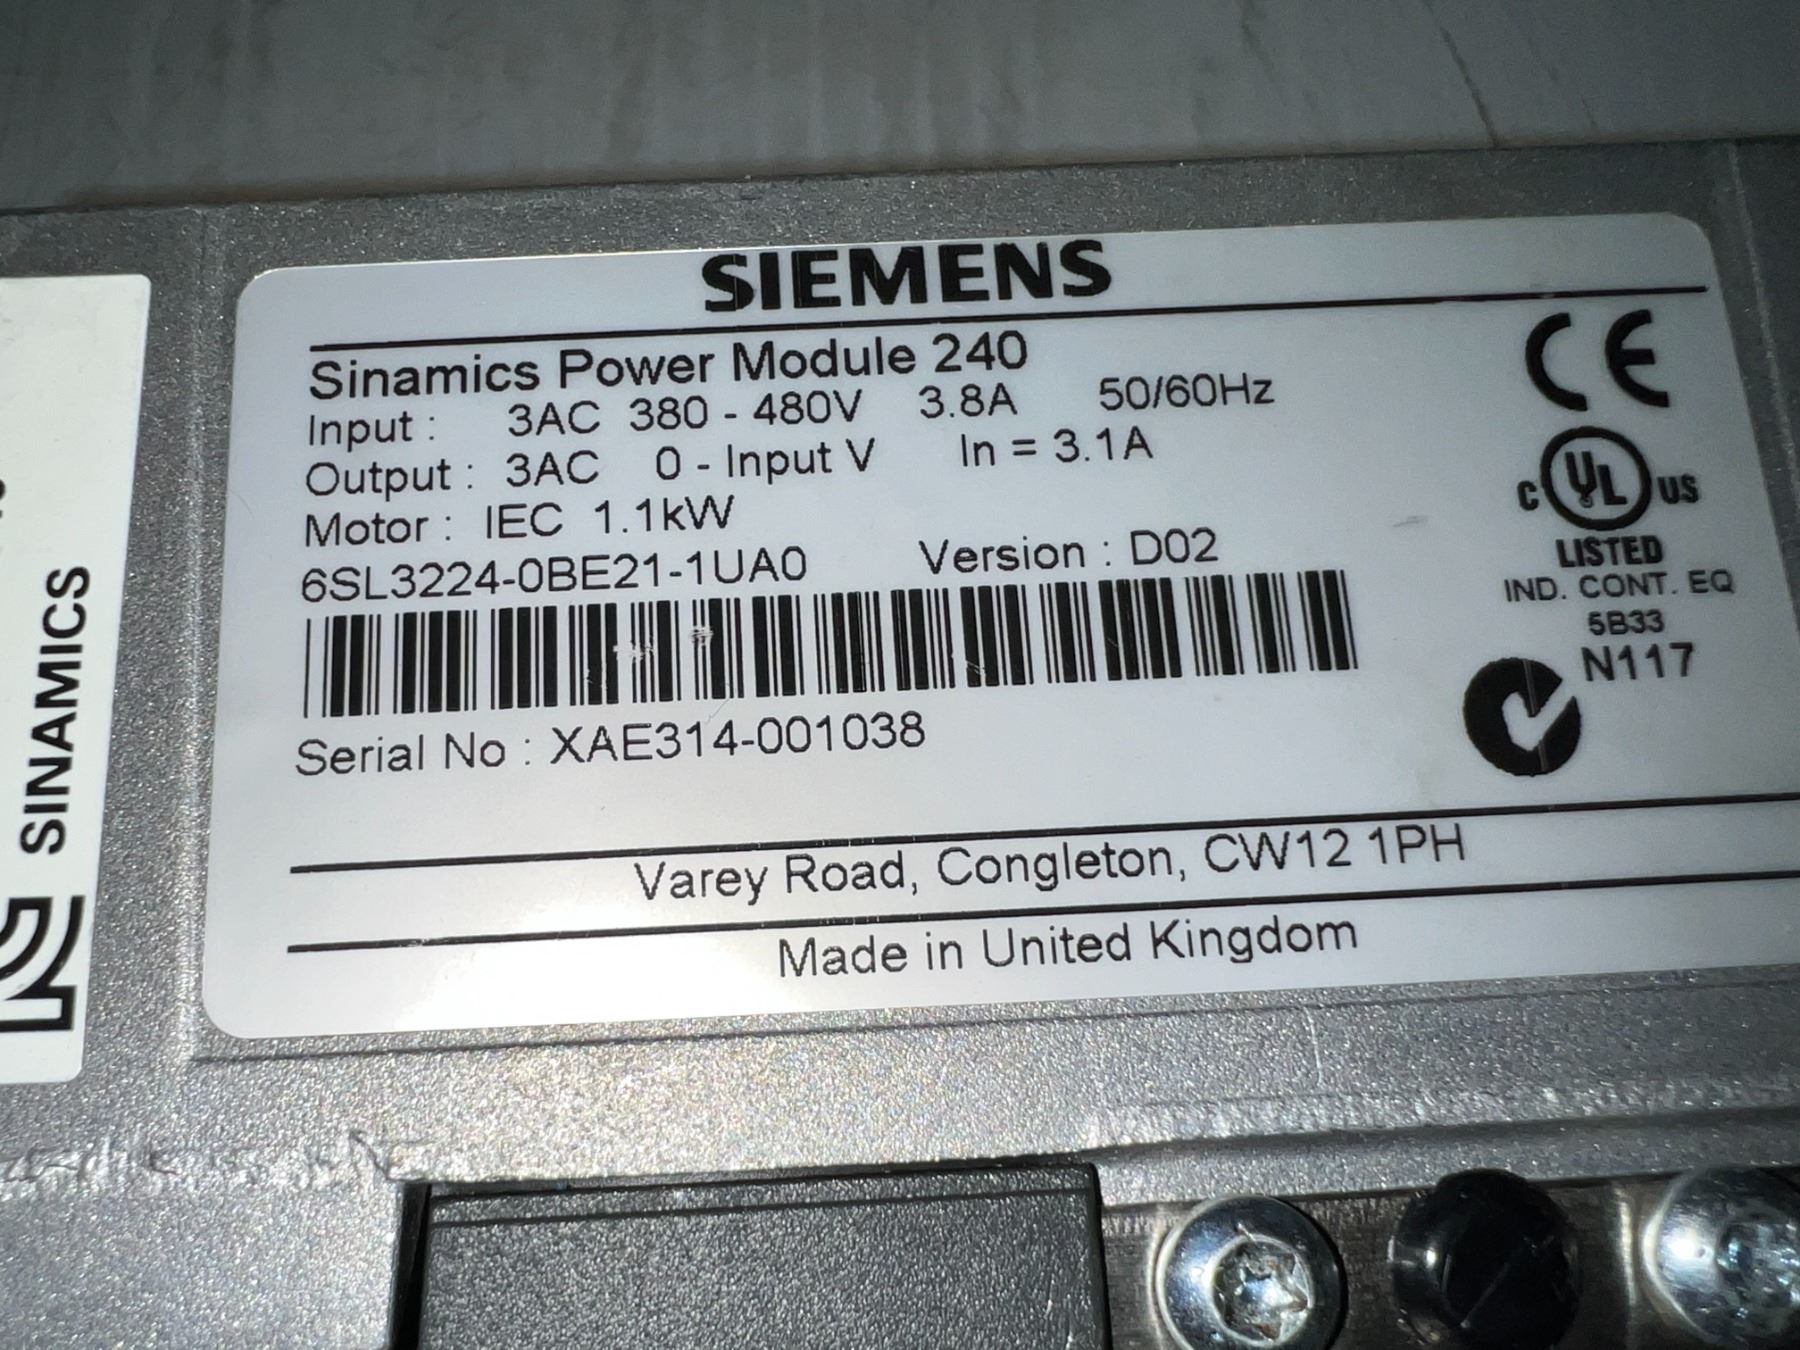 SIEMENS
Sinamics Power Module 240
Input : 3AC 380 - 480V 3.8A 50/60Hz
Output : 3AC 0 - Input V In = 3.1A
Motor : IEC 1.1kW
6SL3224-0BE21-1UA0 Version : D02
Serial No : XAE314-001038
CE
C UL US
LISTED
IND. CONT. EQ
5B33
N117
Varey Road, Congleton, CW12 1PH
Made in United Kingdom
SINAMICS